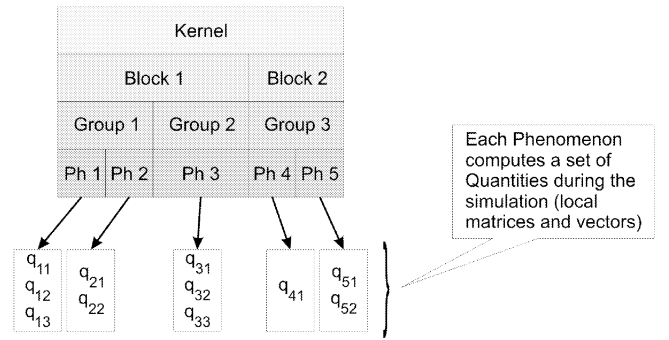 Kernel
Block 1 Block 2
Group 1 Group 2 Group 3
Ph 1 Ph 2 Ph 3 Ph 4 Ph 5
Each Phenomenon
computes a set of
Quantities during the
simulation (local
matrices and vectors)
q11
q12
q13
q21
q22
q31
q32
q33
q41
q51
q52